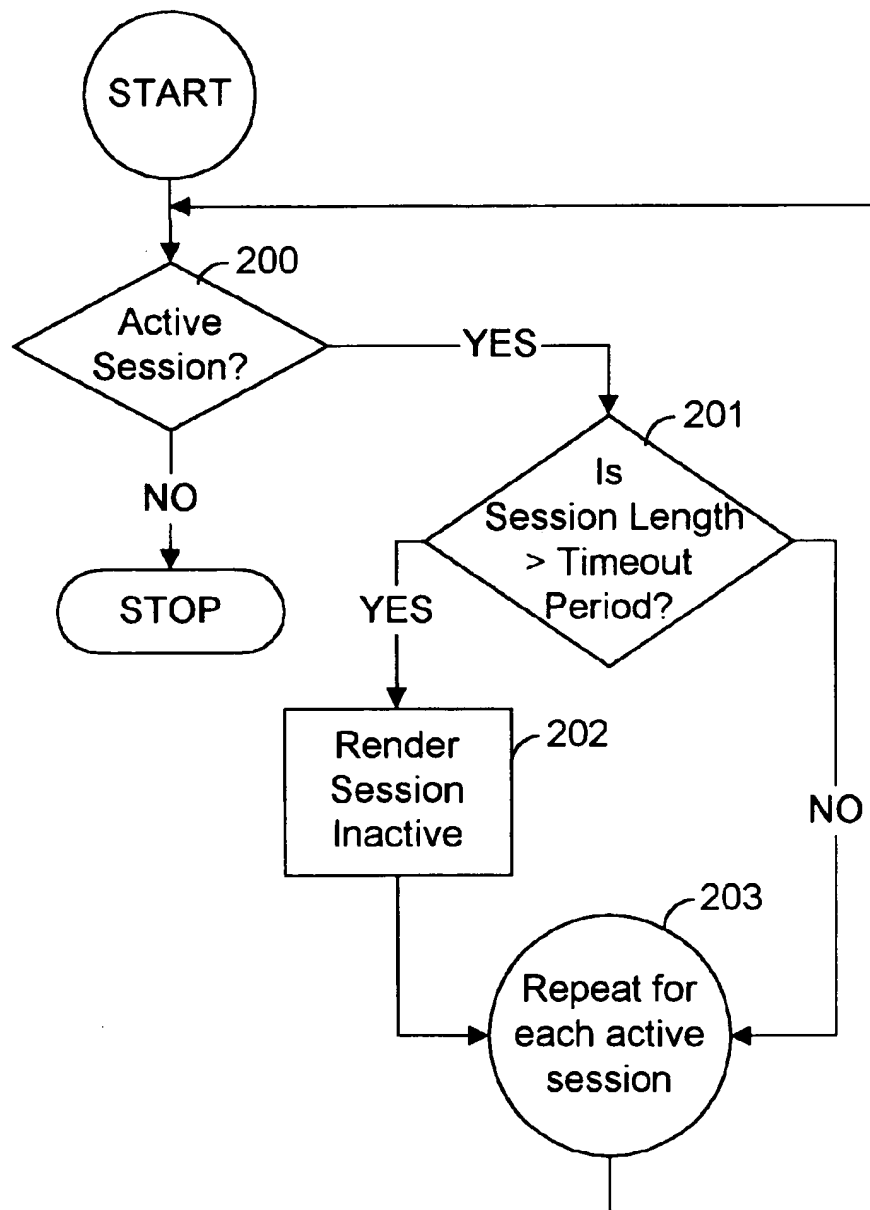 START
200
Active
Session?
YES
NO
STOP
201
Is
Session Length
> Timeout
Period?
YES
NO
202
Render
Session
Inactive
203
Repeat for
each active
session